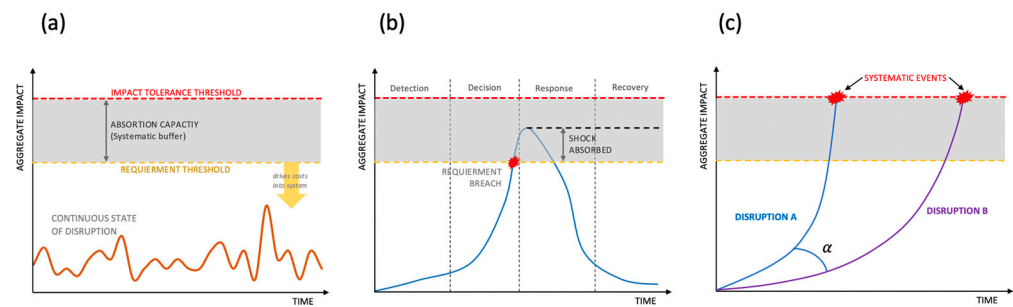 (a)
AGGREGATE IMPACT
IMPACT TOLERANCE THRESHOLD
ABSORTION CAPACTIY
(Systematic buffer)
REQUIERMENT THRESHOLD
drives costs
into system
CONTINUOUS STATE
OF DISRUPTION
TIME
(b)
AGGREGATE IMPACT
Detection
Decision
Response
Recovery
SHOCK
ABSORBED
REQUIERMENT
BREACH
TIME
(c)
AGGREGATE IMPACT
SYSTEMATIC EVENTS
DISRUPTION A
DISRUPTION B
α
TIME